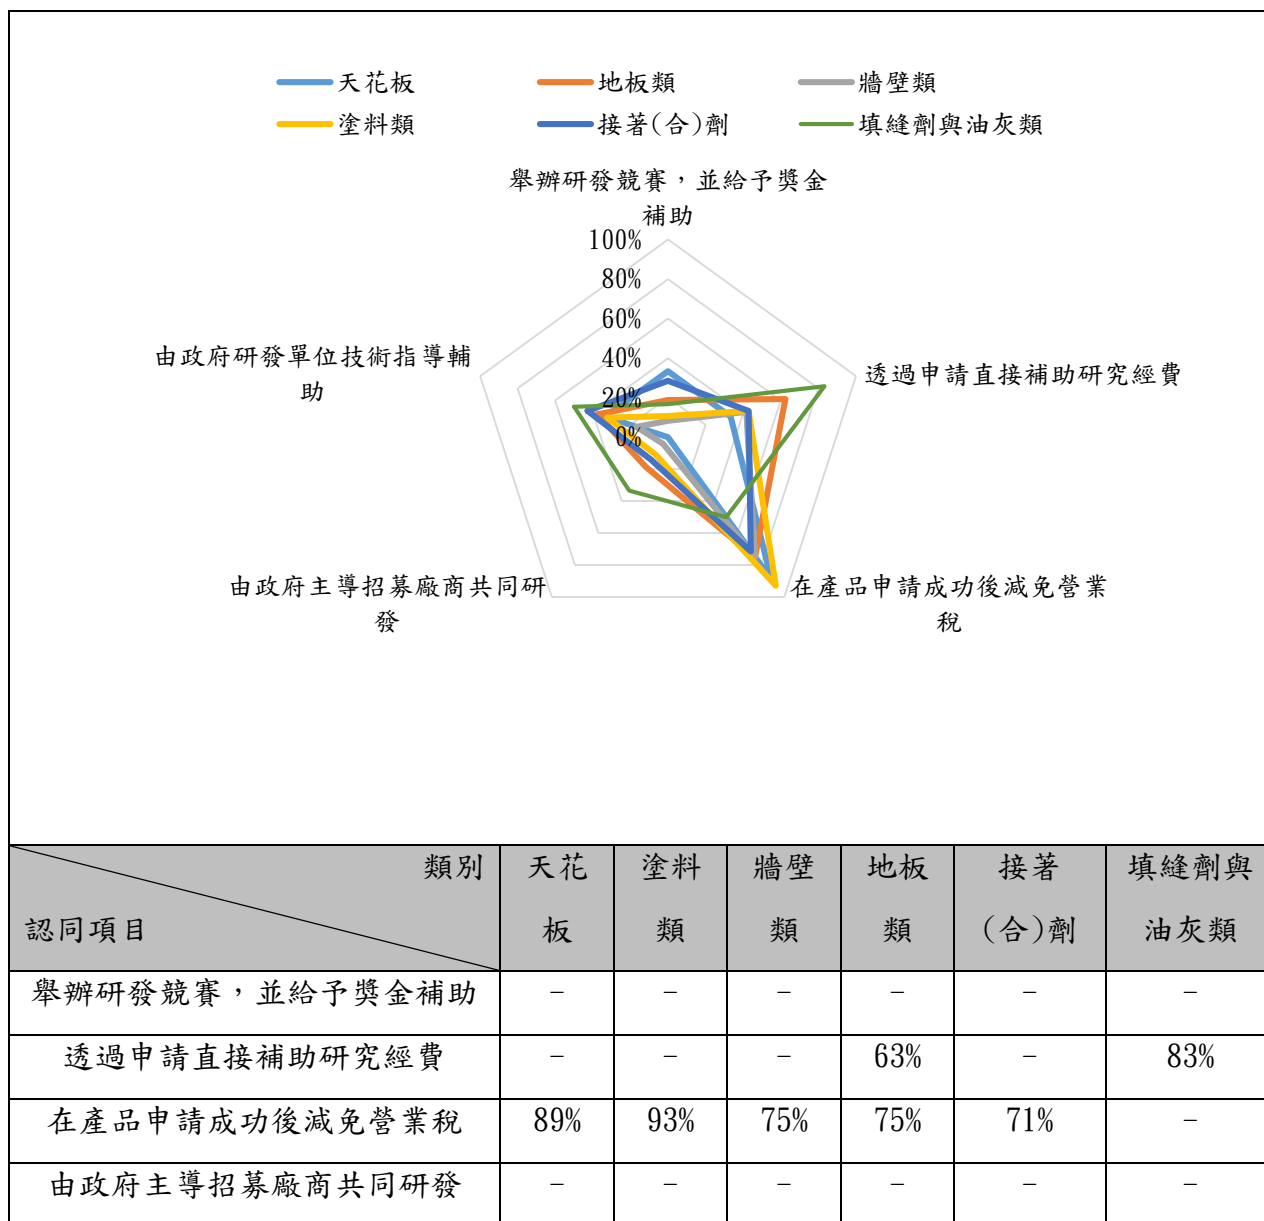 天花板 地板類 牆壁類
塗料類 接著(合)劑 填縫劑與油灰類
舉辦研發競賽，並給予獎金
補助
100%
80%
60%
40%
20%
0%
透過申請直接補助研究經費
在產品申請成功後減免營業
稅
由政府主導招募廠商共同研
發
由政府研發單位技術指導輔
助
類別
認同項目
天花
板
塗料
類
牆壁
類
地板
類
接著
(合)劑
填縫劑與
油灰類
舉辦研發競賽，並給予獎金補助 － － － － － －
透過申請直接補助研究經費 － － － 63% － 83%
在產品申請成功後減免營業稅 89% 93% 75% 75% 71% －
由政府主導招募廠商共同研發 － － － － － －